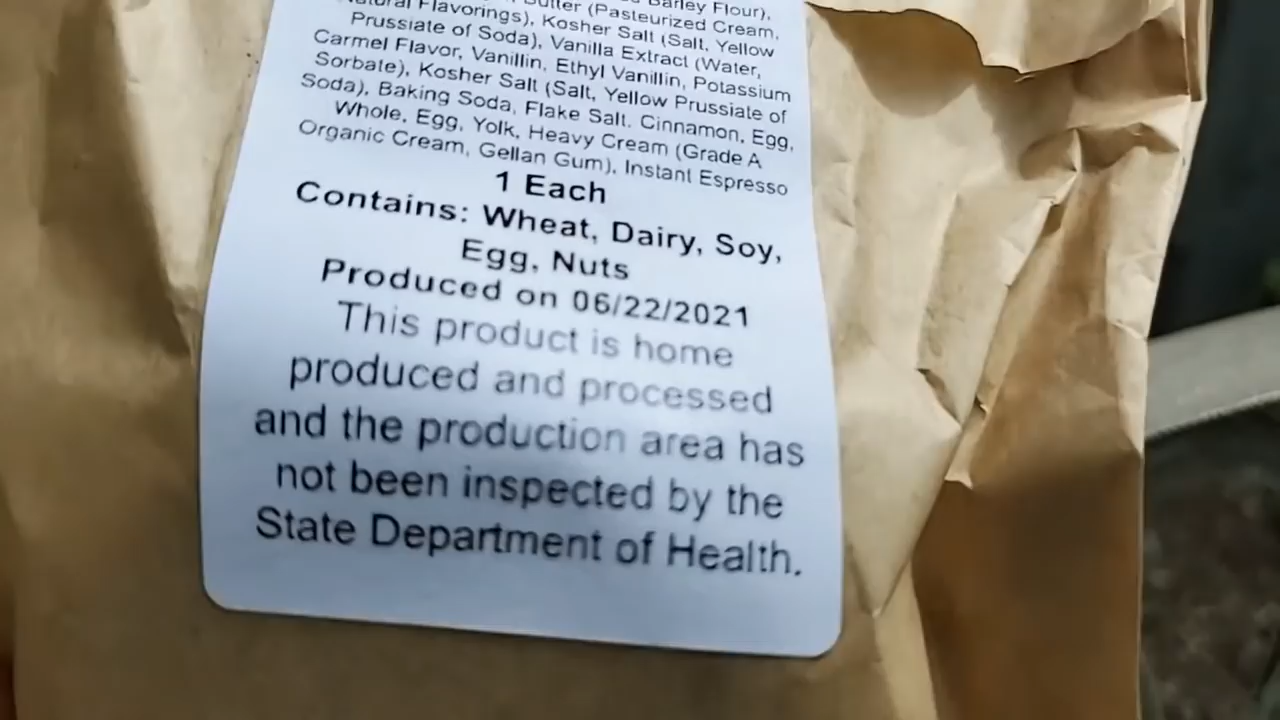 Barley Flour),
Butter (Pasteurized Cream,
Natural Flavorings), Kosher Salt (Salt, Yellow
Prussiate of Soda), Vanilla Extract (Water,
Carmel Flavor, Vanillin, Ethyl Vanillin, Potassium
Sorbate), Kosher Salt (Salt, Yellow Prussiate of
Soda), Baking Soda, Flake Salt. Cinnamon, Egg,
Whole, Egg, Yolk, Heavy Cream (Grade A
Organic Cream, Gellan Gum), Instant Espresso
1 Each
Contains: Wheat, Dairy, Soy,
Egg, Nuts
Produced on 06/22/2021
This product is home
produced and processed
and the production area has
not been inspected by the
State Department of Health.